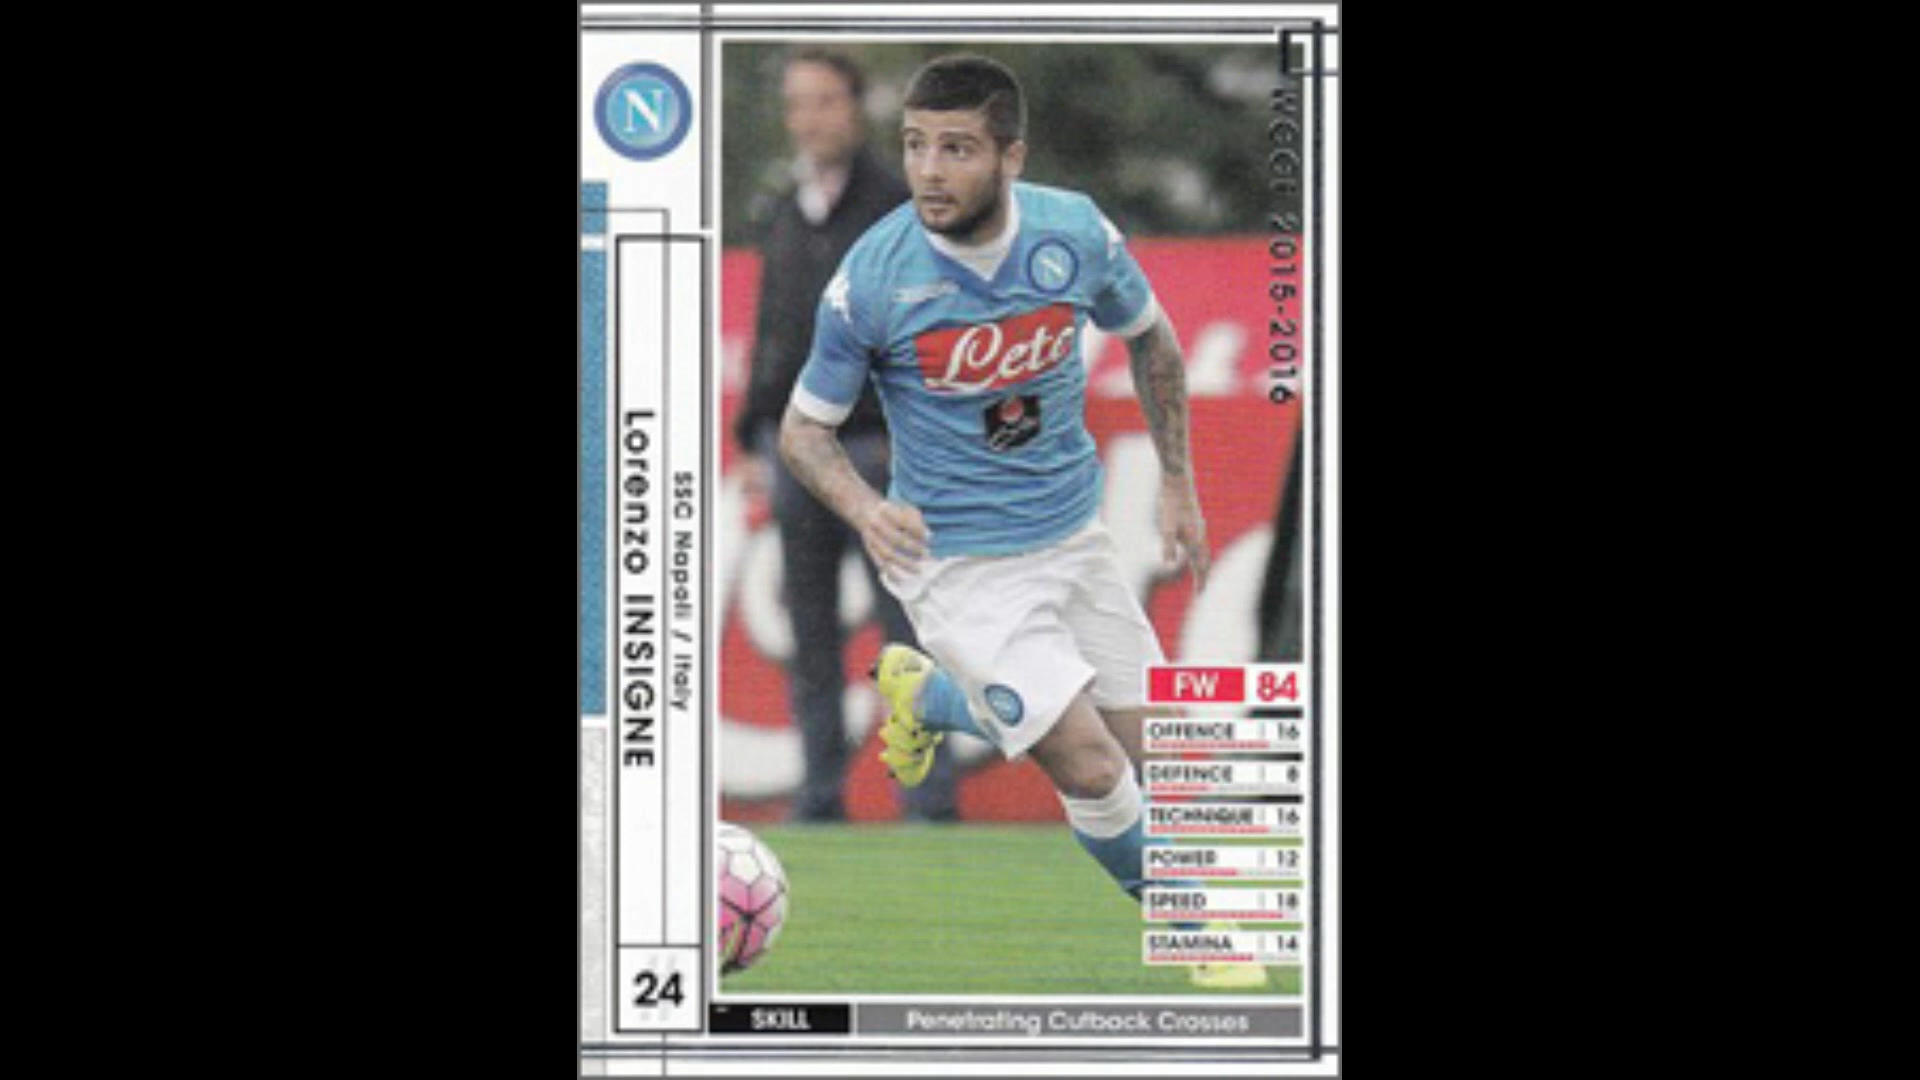 N
WCCF 2015-2016
N
Lete
SSC Napoli / Italy
Lorenzo INSIGNE
24
FW 84
OFFENCE 16
DEFENCE 8
TECHNIQUE 16
POWER 12
SPEED 18
STAMINA 14
SKILL Penetrating Cutback Crosses